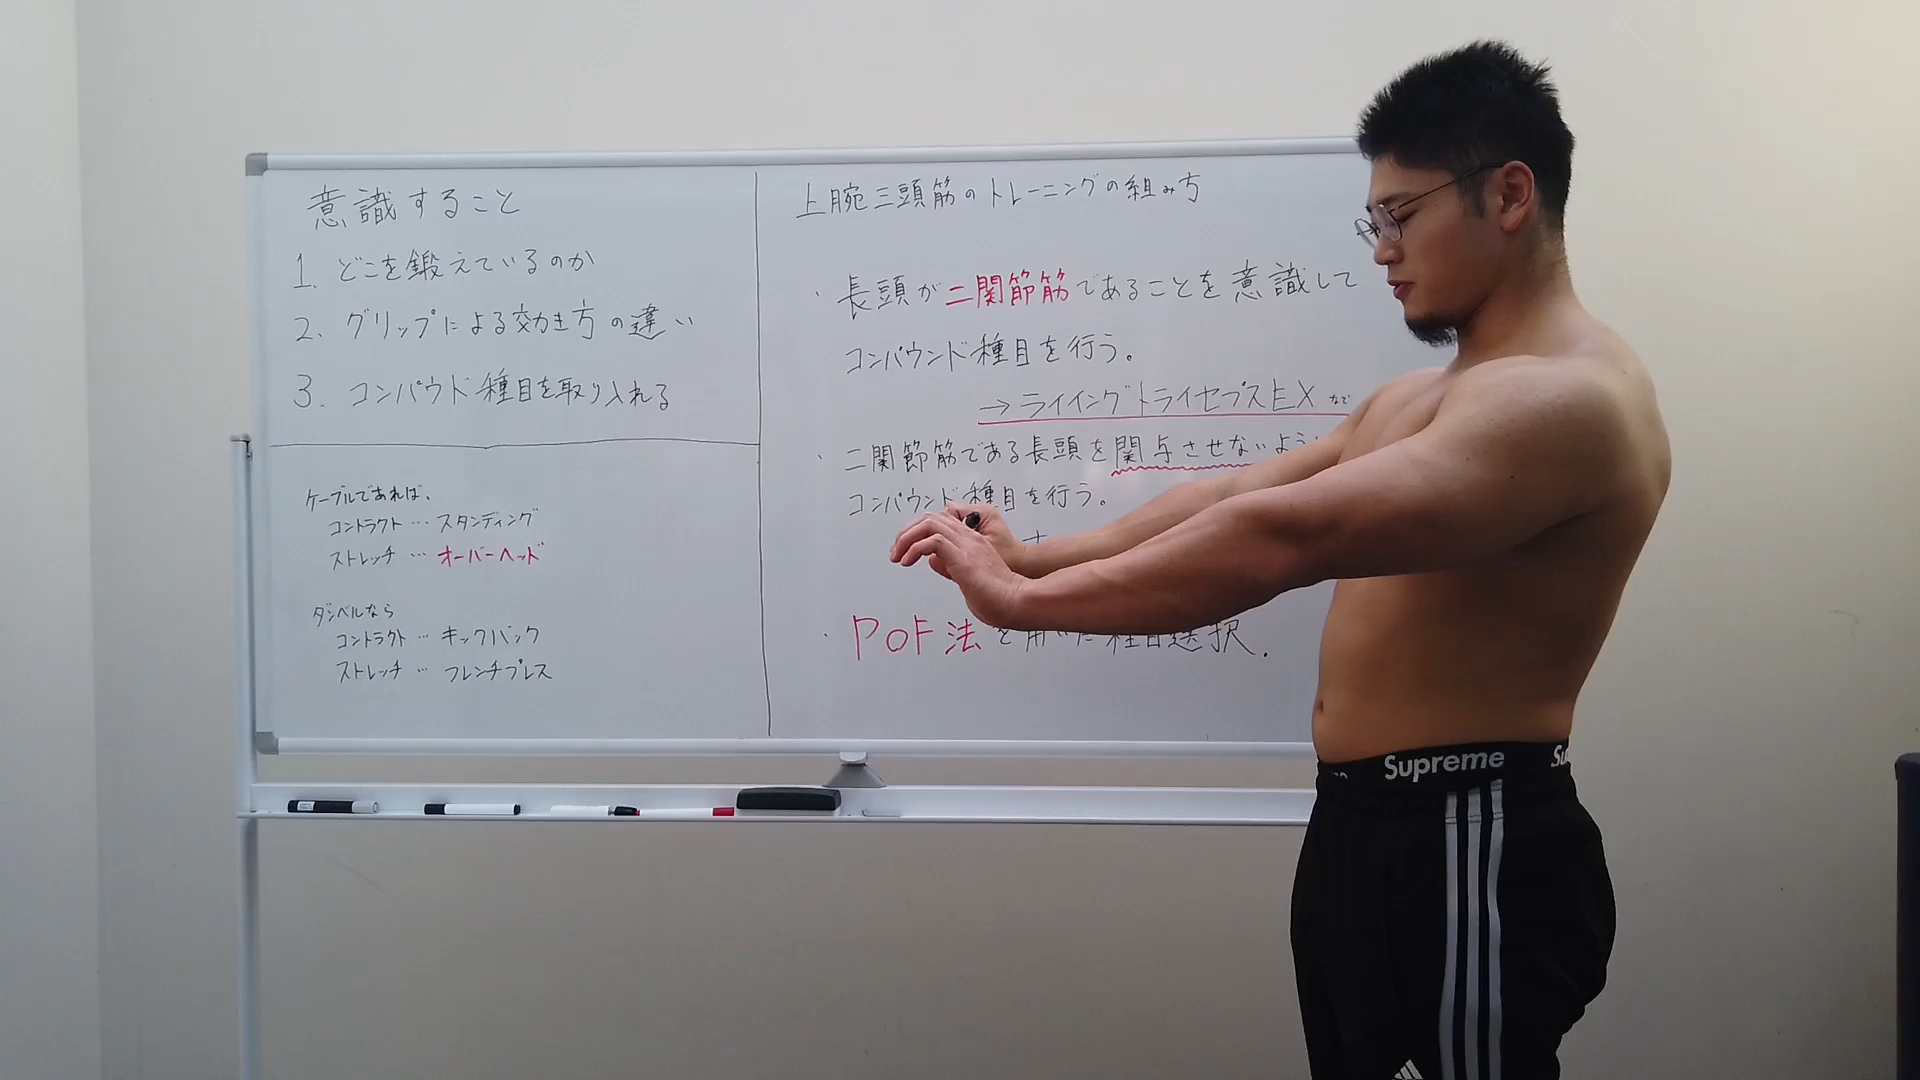 意識すること
1. どこを鍛えているのか
2. グリップによる効き方の違い
3. コンパウド種目を取り入れる
ケーブルであれば、
コントラクト…スタンディング
ストレッチ…オーバーヘッド
ダンベルなら
コントラクト…キックバック
ストレッチ…フレンチプレス
上腕三頭筋のトレーニングの組み方
・長頭が二関節筋であることを意識して
コンパウンド種目を行う。
→ライイングトライセプスEX など
・二関節筋である長頭を関与させないよう
コンパウンド種目を行う。
・POF法を用いた種目選択.
Supreme